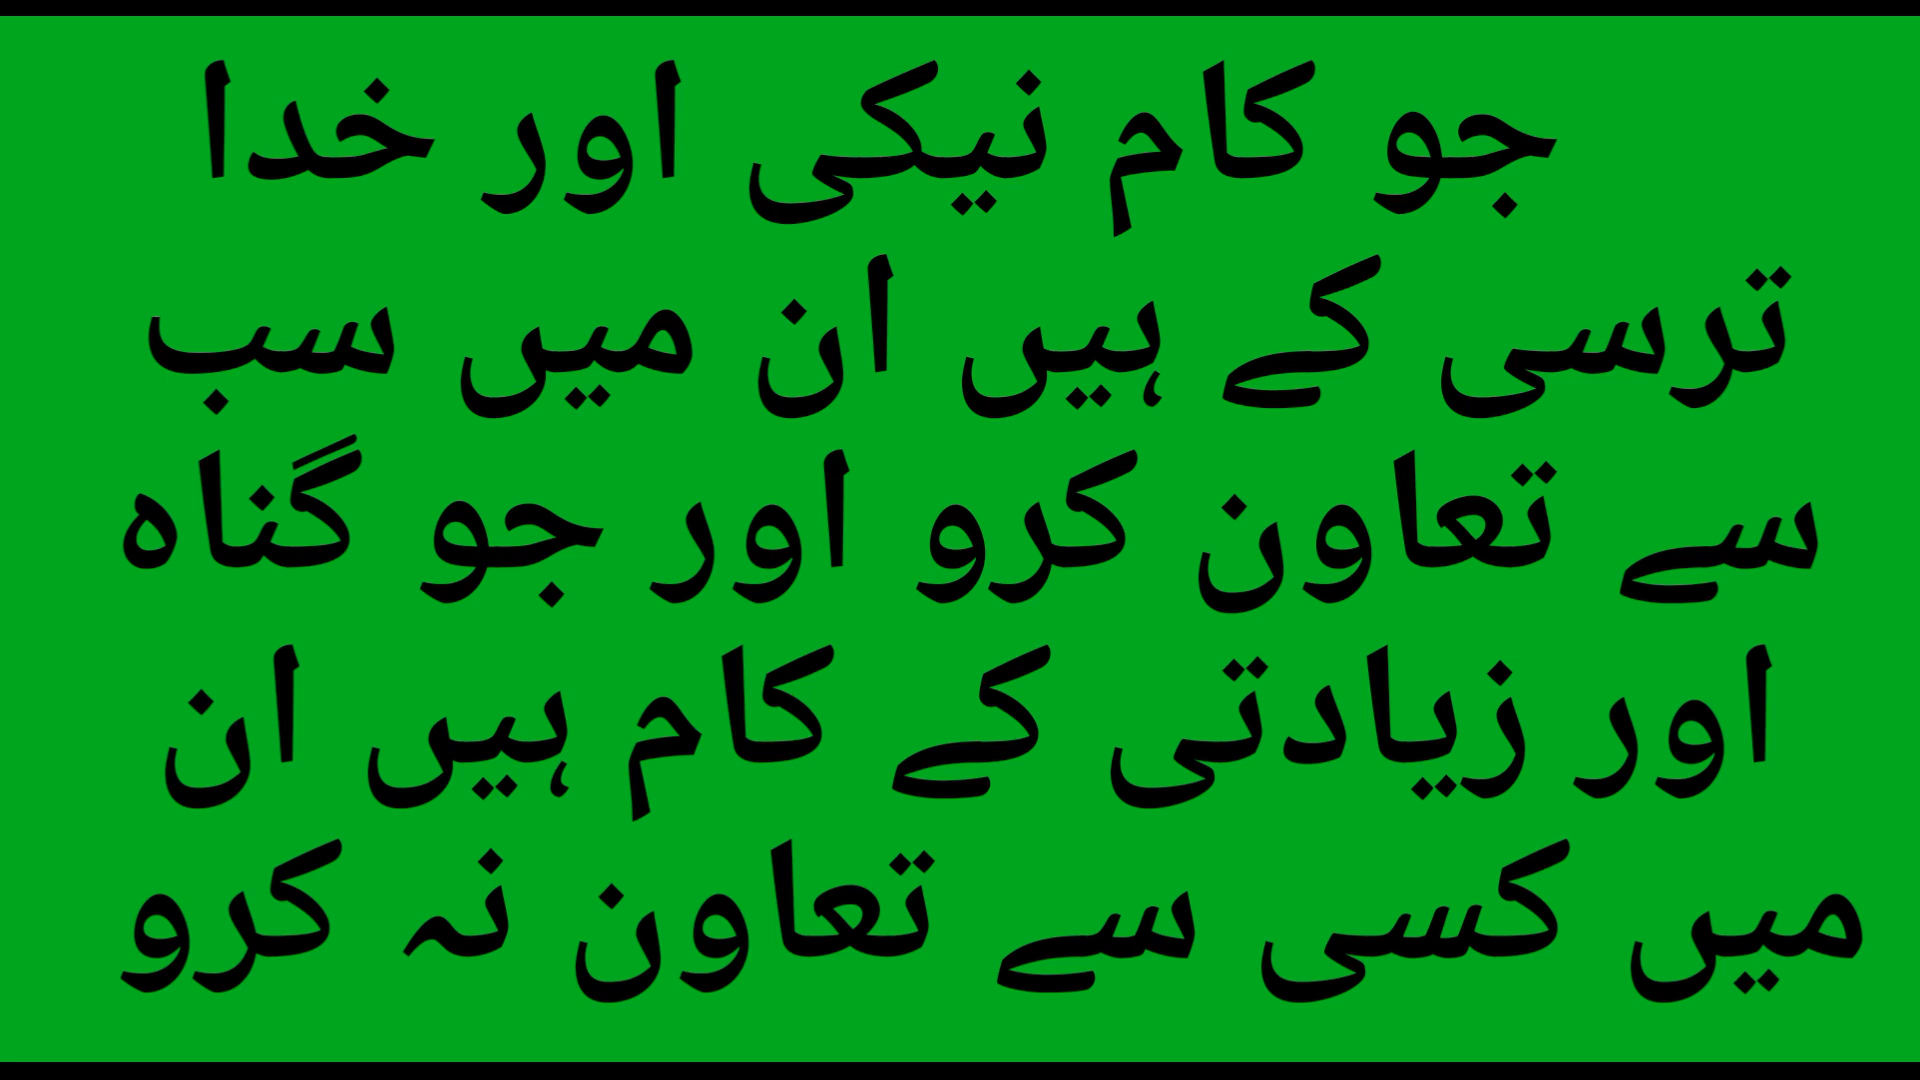 جو کام نیکی اور خدا
ترسی کے ہیں ان میں سب
سے تعاون کرو اور جو گناہ
اور زیادتی کے کام ہیں ان
میں کسی سے تعاون نہ کرو